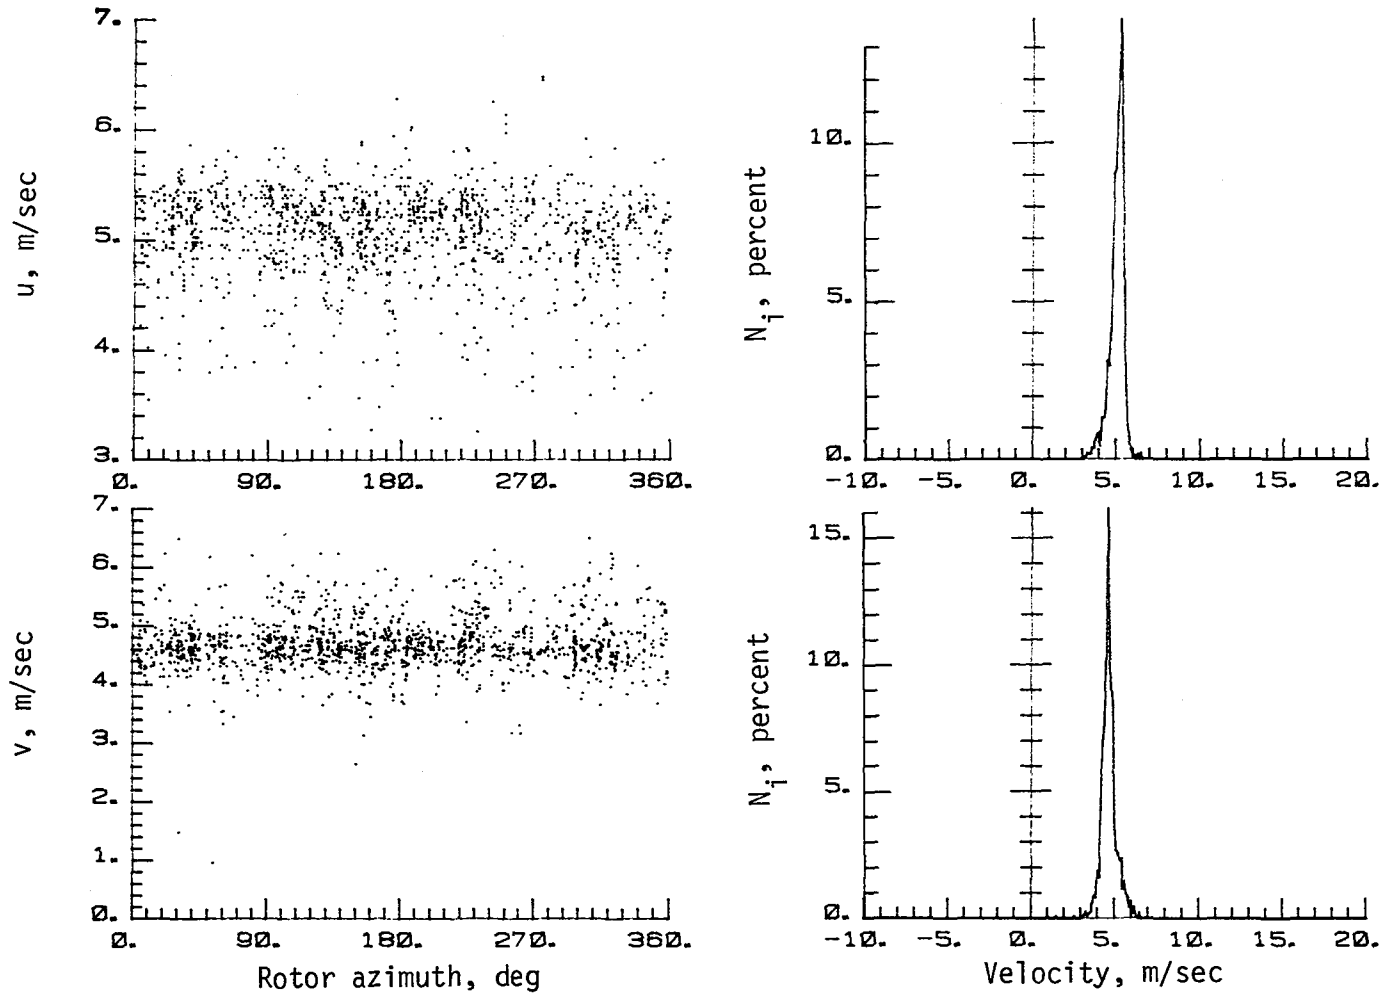 7.
6.
5.
4.
3.
u, m/sec
0. 90. 180. 270. 360.
10.
5.
0.
N_i, percent
-10. -5. 0. 5. 10. 15. 20.
7.
6.
5.
4.
3.
2.
1.
0.
v, m/sec
0. 90. 180. 270. 360.
Rotor azimuth, deg
15.
10.
5.
0.
N_i, percent
-10. -5. 0. 5. 10. 15. 20.
Velocity, m/sec